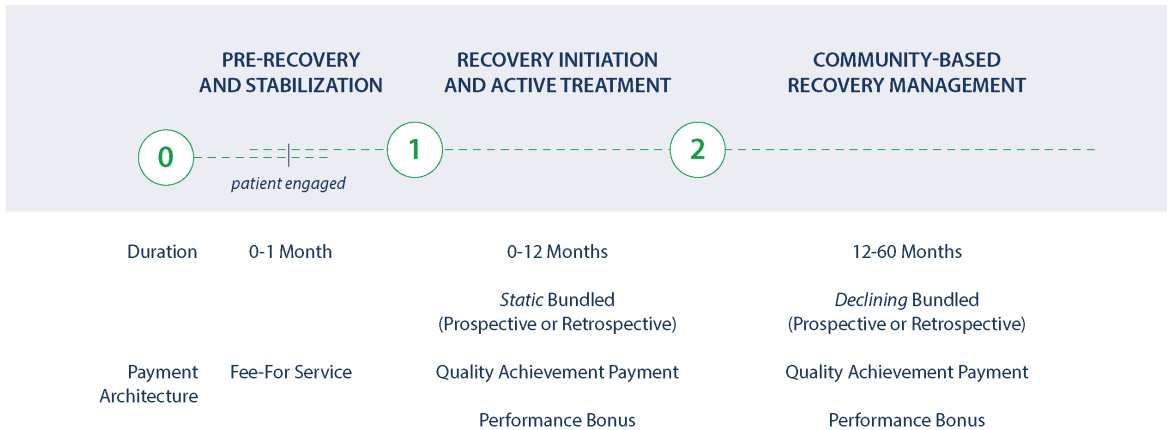 PRE-RECOVERY
AND STABILIZATION
RECOVERY INITIATION
AND ACTIVE TREATMENT
COMMUNITY-BASED
RECOVERY MANAGEMENT
0
1
2
patient engaged
Duration
0-1 Month
0-12 Months
12-60 Months
Static Bundled
(Prospective or Retrospective)
Declining Bundled
(Prospective or Retrospective)
Payment
Architecture
Fee-For Service
Quality Achievement Payment
Quality Achievement Payment
Performance Bonus
Performance Bonus